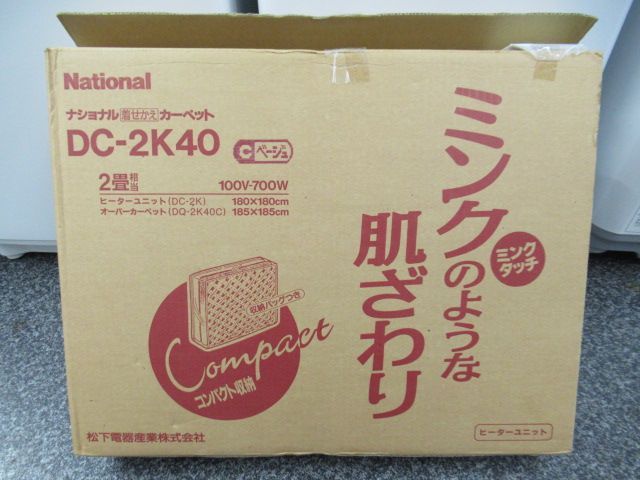 National
ナショナル 着せかえ カーペット
DC-2K40 C ベージュ
2畳相当 100V-700W
ヒーターユニット(DC-2K) 180×180cm
オーバーカーペット(DQ-2K40C) 185×185cm
収納バッグつき
Compact
コンパクト収納
松下電器産業株式会社
ミンクのような
肌ざわり
ミンク
タッチ
ヒーターユニット